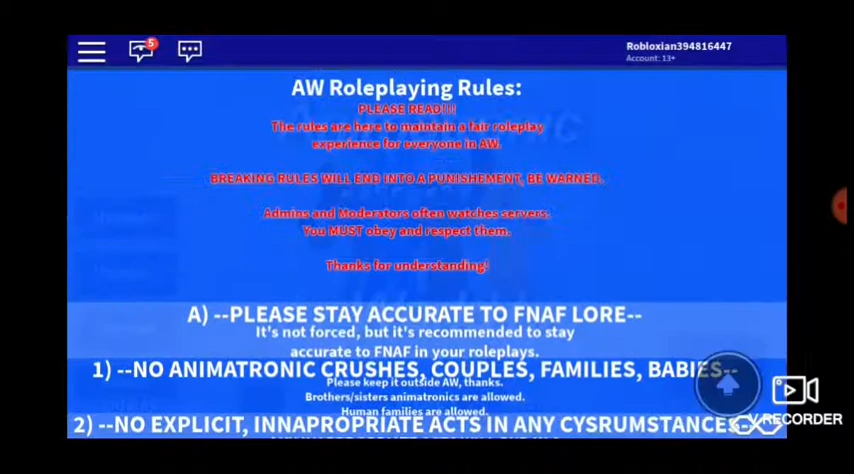 5
Robloxian394816447
Account: 13+
AW Roleplaying Rules:
PLEASE READ!!!
The rules are here to maintain a fair roleplay
experience for everyone in AW.
BREAKING RULES WILL END INTO A PUNISHEMENT, BE WARNED.
Admins and Moderators often watches servers.
You MUST obey and respect them.
Thanks for understanding!
A) --PLEASE STAY ACCURATE TO FNAF LORE--
It's not forced, but it's recommended to stay
accurate to FNAF in your roleplays.
1) --NO ANIMATRONIC CRUSHES, COUPLES, FAMILIES, BABIES--
Please keep it outside AW, thanks.
Brothers/sisters animatronics are allowed.
Human families are allowed.
2) --NO EXPLICIT, INNAPROPRIATE ACTS IN ANY CYSRUMSTANCES--
V RECORDER